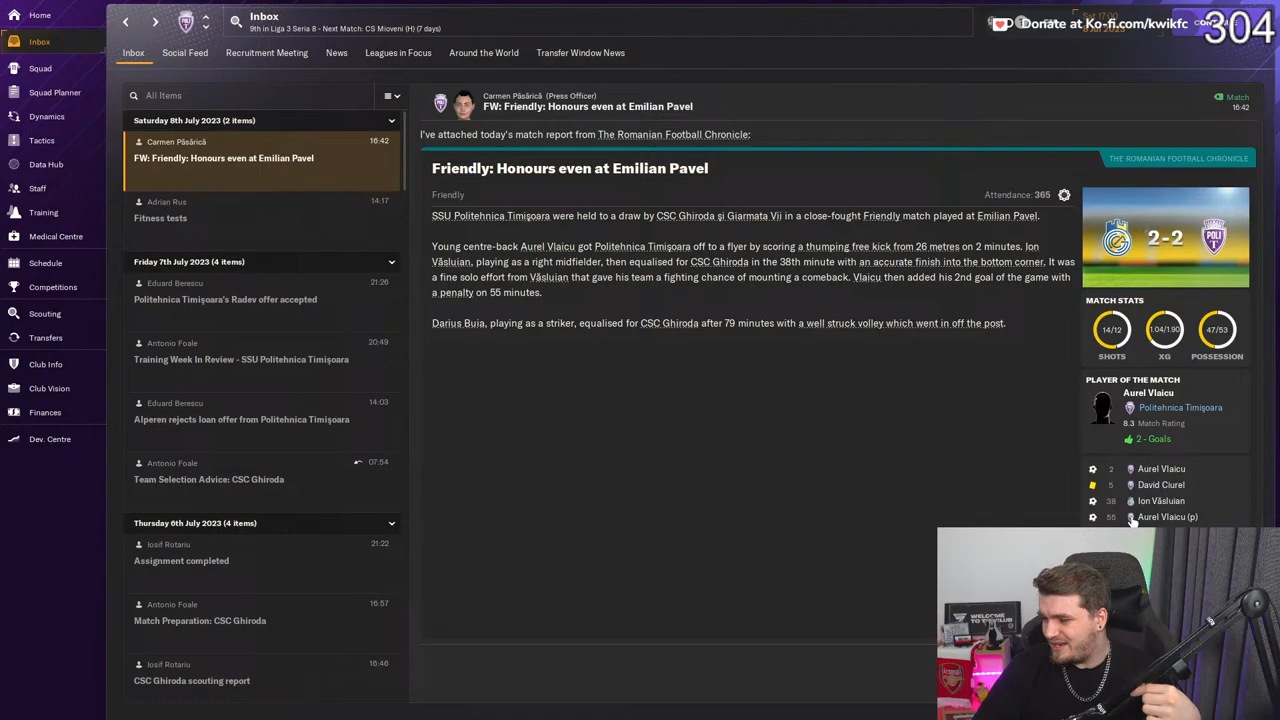 Home
Inbox
Squad
Squad Planner
Dynamics
Tactics
Data Hub
Staff
Training
Medical Centre
Schedule
Competitions
Scouting
Transfers
Club Info
Club Vision
Finances
Dev. Centre
POLI
Inbox
9th in Liga 3 Seria 8 - Next Match: CS Mioveni (H) (7 days)
Donate at Ko-fi.com/kwikfc
304
Inbox
Social Feed
Recruitment Meeting
News
Leagues in Focus
Around the World
Transfer Window News
All Items
Saturday 8th July 2023 (2 items)
Carmen Păsărică
16:42
FW: Friendly: Honours even at Emilian Pavel
Adrian Rus
14:17
Fitness tests
Friday 7th July 2023 (4 items)
Eduard Berescu
21:26
Politehnica Timişoara's Radev offer accepted
Antonio Foale
20:49
Training Week In Review - SSU Politehnica Timişoara
Eduard Berescu
14:03
Alperen rejects loan offer from Politehnica Timişoara
Antonio Foale
07:54
Team Selection Advice: CSC Ghiroda
Thursday 6th July 2023 (4 items)
Iosif Rotariu
21:22
Assignment completed
Antonio Foale
16:57
Match Preparation: CSC Ghiroda
Iosif Rotariu
16:46
CSC Ghiroda scouting report
Carmen Păsărică (Press Officer)
FW: Friendly: Honours even at Emilian Pavel
Match
16:42
I've attached today's match report from The Romanian Football Chronicle:
THE ROMANIAN FOOTBALL CHRONICLE
Friendly: Honours even at Emilian Pavel
Friendly
Attendance: 365
SSU Politehnica Timişoara were held to a draw by CSC Ghiroda şi Giarmata Vii in a close-fought Friendly match played at Emilian Pavel.
Young centre-back Aurel Vlaicu got Politehnica Timişoara off to a flyer by scoring a thumping free kick from 26 metres on 2 minutes. Ion
Văsluian, playing as a right midfielder, then equalised for CSC Ghiroda in the 38th minute with an accurate finish into the bottom corner. It was
a fine solo effort from Văsluian that gave his team a fighting chance of mounting a comeback. Vlaicu then added his 2nd goal of the game with
a penalty on 55 minutes.
Darius Buia, playing as a striker, equalised for CSC Ghiroda after 79 minutes with a well struck volley which went in off the post.
2-2
POLI
MATCH STATS
14/12
1.04/1.90
47/53
SHOTS
XG
POSSESSION
PLAYER OF THE MATCH
Aurel Vlaicu
Politehnica Timişoara
8.3 Match Rating
2 - Goals
2 Aurel Vlaicu
5 David Ciurel
38 Ion Văsluian
55 Aurel Vlaicu (p)
WELCOME
Arsenal